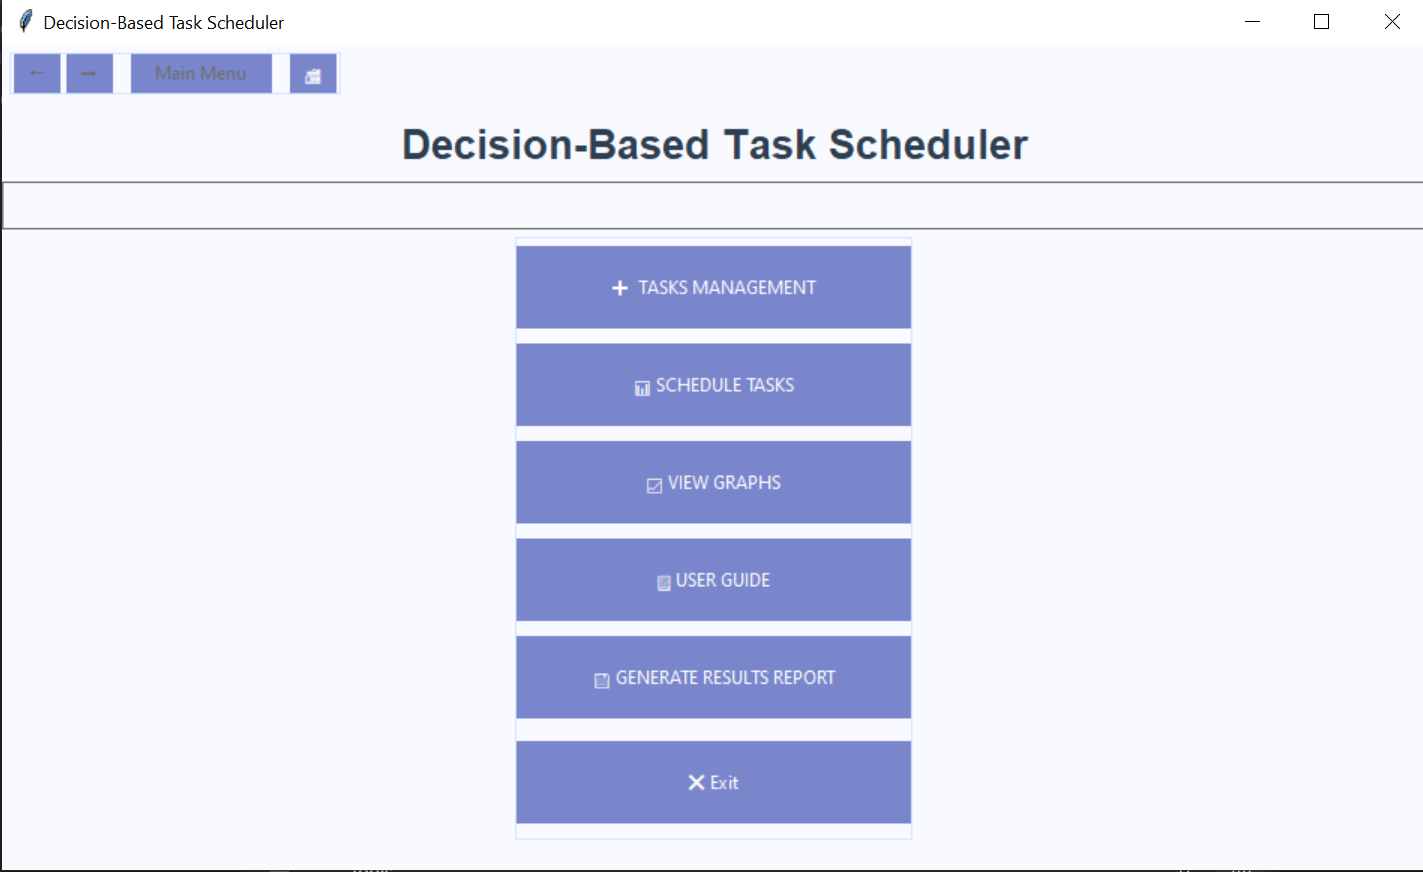 Decision-Based Task Scheduler
← → Main Menu
Decision-Based Task Scheduler
TASKS MANAGEMENT
SCHEDULE TASKS
VIEW GRAPHS
USER GUIDE
GENERATE RESULTS REPORT
Exit